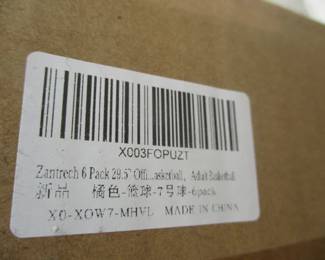 X003FOPUZT
Zantrech 6 Pack 29.5" Offi...asketball, Adult Basketball
新品 橘色-篮球-7号球-6pack
X0-XOW7-MHVL MADE IN CHINA